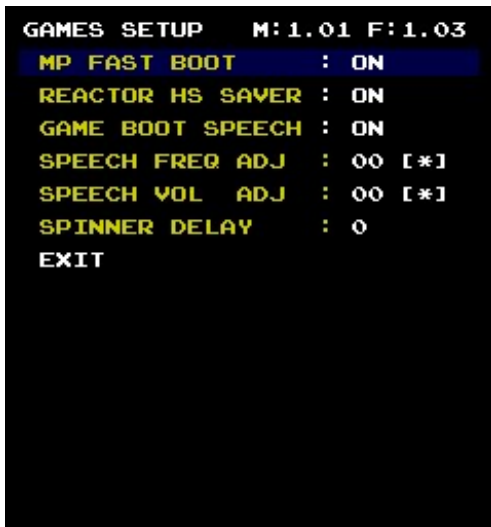 GAMES SETUP M:1.01 F:1.03
MP FAST BOOT : ON
REACTOR HS SAVER : ON
GAME BOOT SPEECH : ON
SPEECH FREQ ADJ : 00 [*]
SPEECH VOL ADJ : 00 [*]
SPINNER DELAY : 0
EXIT